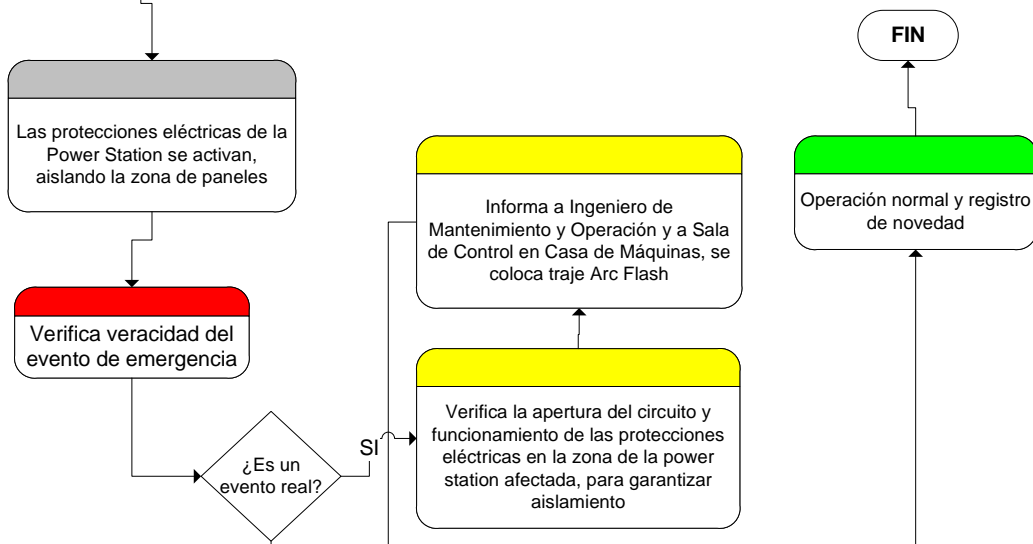 FIN
Las protecciones eléctricas de la
Power Station se activan,
aislando la zona de paneles
Informa a Ingeniero de
Mantenimiento y Operación y a Sala
de Control en Casa de Máquinas, se
coloca traje Arc Flash
Operación normal y registro
de novedad
Verifica veracidad del
evento de emergencia
Verifica la apertura del circuito y
funcionamiento de las protecciones
eléctricas en la zona de la power
station afectada, para garantizar
aislamiento
SI
¿Es un
evento real?